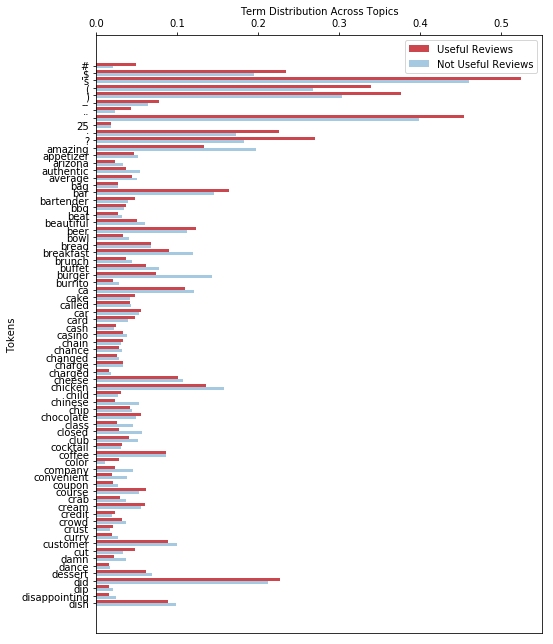 Term Distribution Across Topics
0.0 0.1 0.2 0.3 0.4 0.5
Useful Reviews
Not Useful Reviews
Tokens
#
$
's
(
)
..
25
?
amazing
appetizer
arizona
authentic
average
bag
bar
bartender
bbq
beat
beautiful
beer
bowl
bread
breakfast
brunch
buffet
burger
burrito
ca
cake
called
car
card
cash
casino
chain
chance
changed
charge
charged
cheese
chicken
child
chinese
chip
chocolate
class
closed
club
cocktail
coffee
color
company
convenient
coupon
course
crab
cream
credit
crowd
crust
curry
customer
cut
damn
dance
dessert
did
dip
disappointing
dish